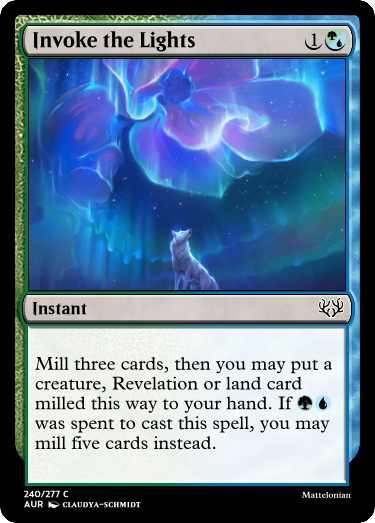 Invoke the Lights 1
Instant
Mill three cards, then you may put a
creature, Revelation or land card
milled this way to your hand. If
was spent to cast this spell, you may
mill five cards instead.
240/277 C
AUR CLAUDYA-SCHMIDT
Mattelonian